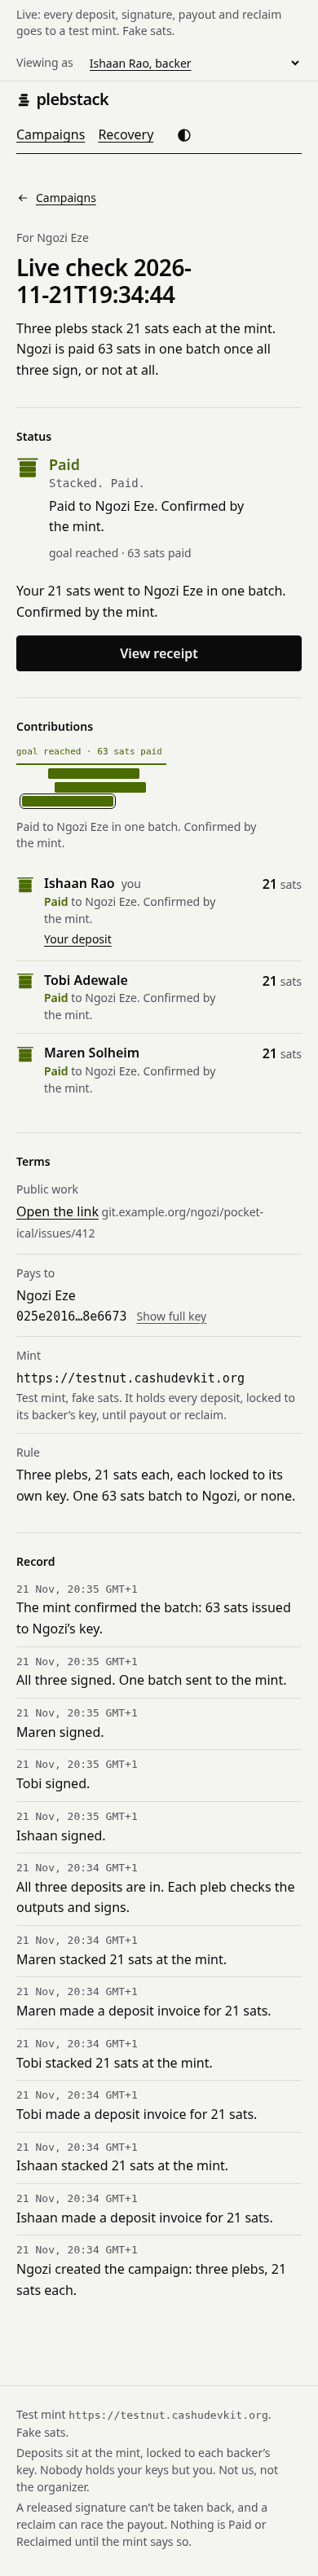 Live: every deposit, signature, payout and reclaim
goes to a test mint. Fake sats.
Viewing as Ishaan Rao, backer
plebstack
Campaigns Recovery
← Campaigns
For Ngozi Eze
Live check 2026-
11-21T19:34:44
Three plebs stack 21 sats each at the mint.
Ngozi is paid 63 sats in one batch once all
three sign, or not at all.
Status
Paid
Stacked. Paid.
Paid to Ngozi Eze. Confirmed by
the mint.
goal reached · 63 sats paid
Your 21 sats went to Ngozi Eze in one batch.
Confirmed by the mint.
View receipt
Contributions
goal reached · 63 sats paid
Paid to Ngozi Eze in one batch. Confirmed by
the mint.
Ishaan Rao you 21 sats
Paid to Ngozi Eze. Confirmed by
the mint.
Your deposit
Tobi Adewale 21 sats
Paid to Ngozi Eze. Confirmed by
the mint.
Maren Solheim 21 sats
Paid to Ngozi Eze. Confirmed by
the mint.
Terms
Public work
Open the link git.example.org/ngozi/pocket-
ical/issues/412
Pays to
Ngozi Eze
025e2016…8e6673 Show full key
Mint
https://testnut.cashudevkit.org
Test mint, fake sats. It holds every deposit, locked to
its backer’s key, until payout or reclaim.
Rule
Three plebs, 21 sats each, each locked to its
own key. One 63 sats batch to Ngozi, or none.
Record
21 Nov, 20:35 GMT+1
The mint confirmed the batch: 63 sats issued
to Ngozi’s key.
21 Nov, 20:35 GMT+1
All three signed. One batch sent to the mint.
21 Nov, 20:35 GMT+1
Maren signed.
21 Nov, 20:35 GMT+1
Tobi signed.
21 Nov, 20:35 GMT+1
Ishaan signed.
21 Nov, 20:34 GMT+1
All three deposits are in. Each pleb checks the
outputs and signs.
21 Nov, 20:34 GMT+1
Maren stacked 21 sats at the mint.
21 Nov, 20:34 GMT+1
Maren made a deposit invoice for 21 sats.
21 Nov, 20:34 GMT+1
Tobi stacked 21 sats at the mint.
21 Nov, 20:34 GMT+1
Tobi made a deposit invoice for 21 sats.
21 Nov, 20:34 GMT+1
Ishaan stacked 21 sats at the mint.
21 Nov, 20:34 GMT+1
Ishaan made a deposit invoice for 21 sats.
21 Nov, 20:34 GMT+1
Ngozi created the campaign: three plebs, 21
sats each.
Test mint https://testnut.cashudevkit.org.
Fake sats.
Deposits sit at the mint, locked to each backer’s
key. Nobody holds your keys but you. Not us, not
the organizer.
A released signature can’t be taken back, and a
reclaim can race the payout. Nothing is Paid or
Reclaimed until the mint says so.